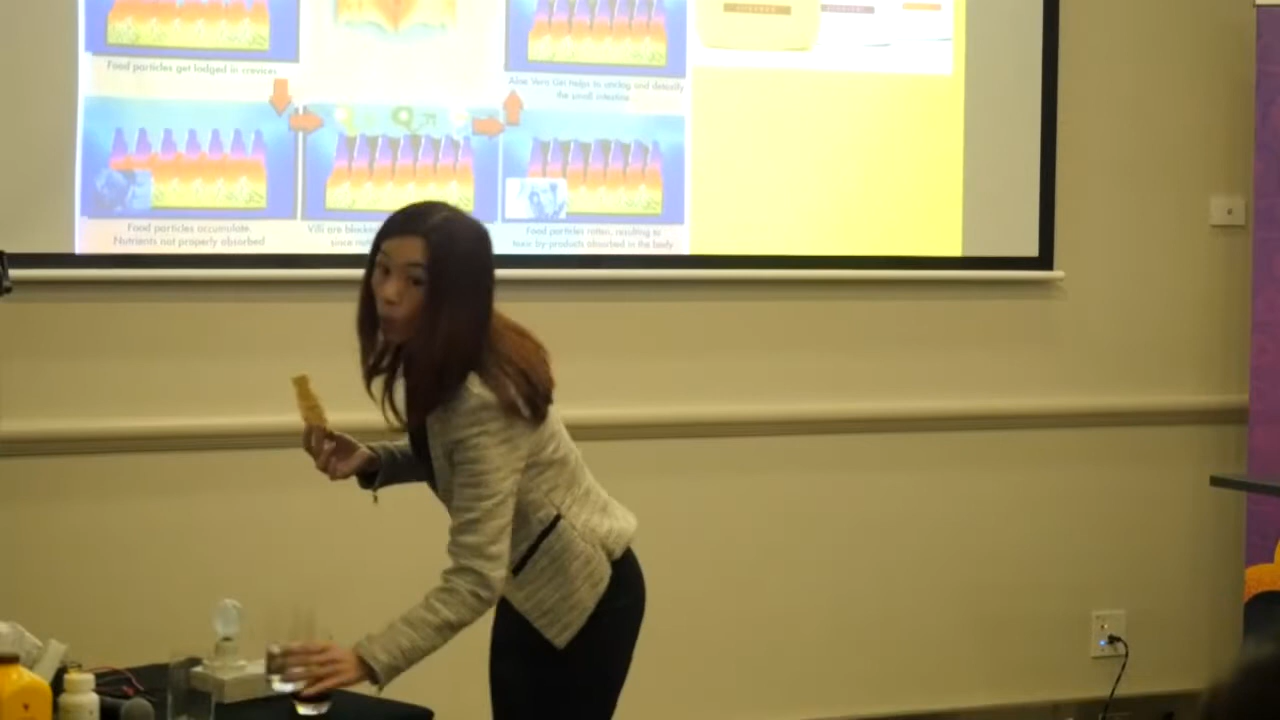 Food particles get lodged in crevices
Aloe Vera Gel helps to unclog and detoxify
the small intestine
Food particles accumulate.
Nutrients not properly absorbed
Villi are blocked
since
Food particles rotten, resulting to
toxic by-products absorbed in the body